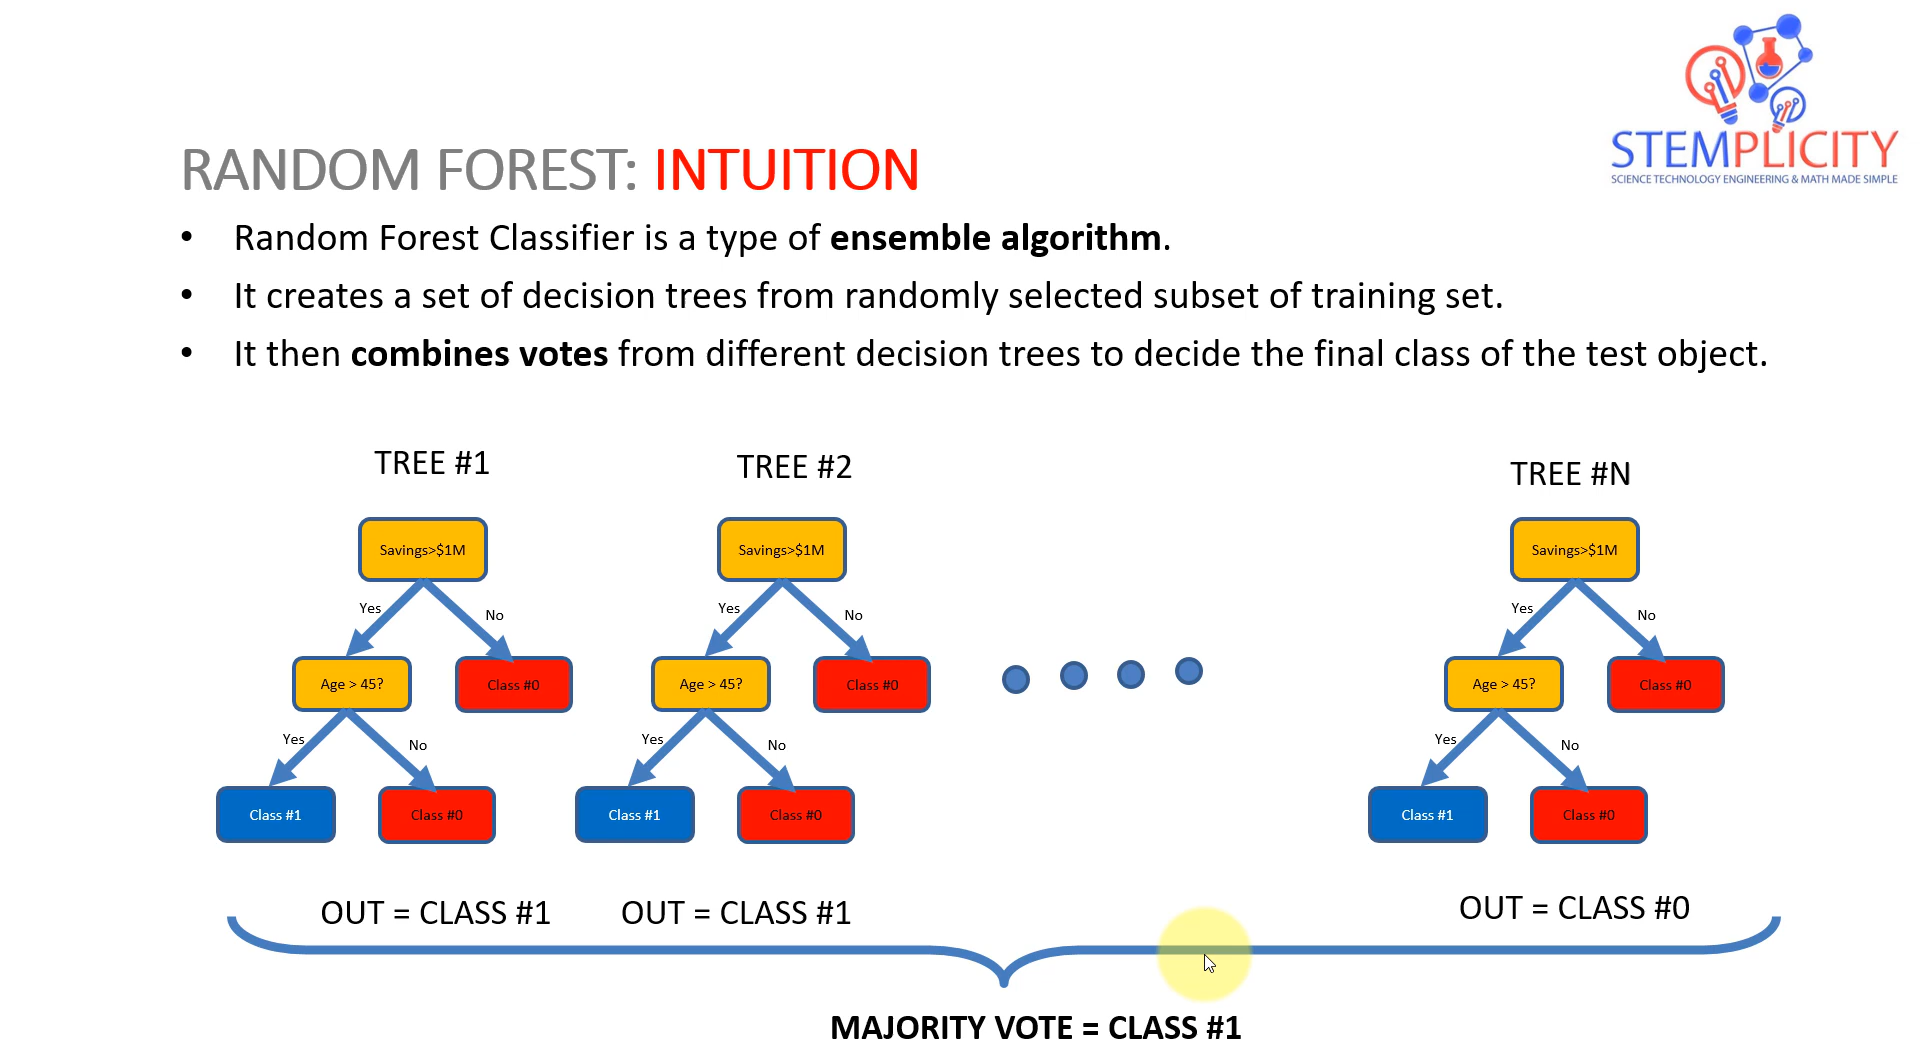 STEMPLICITY
SCIENCE TECHNOLOGY ENGINEERING & MATH MADE SIMPLE
RANDOM FOREST: INTUITION
• Random Forest Classifier is a type of ensemble algorithm.
• It creates a set of decision trees from randomly selected subset of training set.
• It then combines votes from different decision trees to decide the final class of the test object.
TREE #1
Savings>$1M
Yes
No
Age > 45?
Class #0
Yes
No
Class #1
Class #0
OUT = CLASS #1
TREE #2
Savings>$1M
Yes
No
Age > 45?
Class #0
Yes
No
Class #1
Class #0
OUT = CLASS #1
TREE #N
Savings>$1M
Yes
No
Age > 45?
Class #0
Yes
No
Class #1
Class #0
OUT = CLASS #0
MAJORITY VOTE = CLASS #1